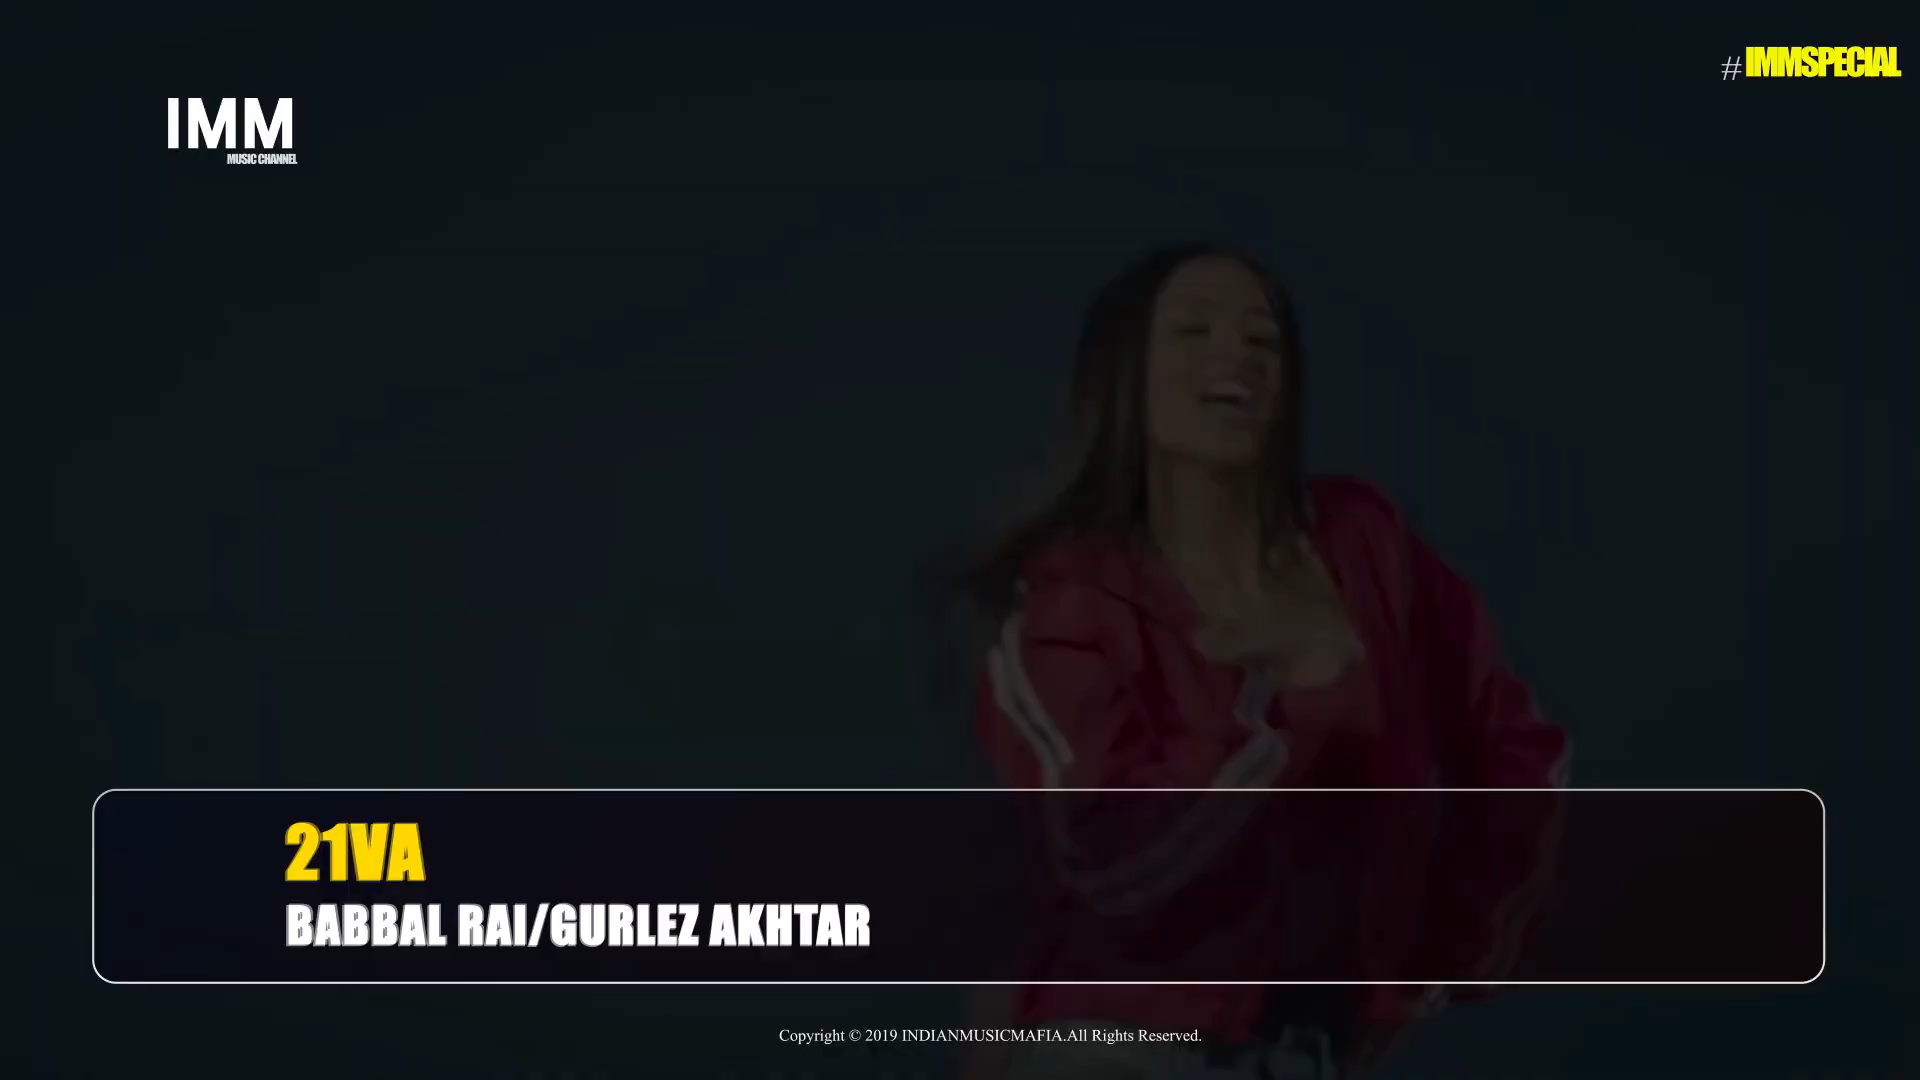 #IMMSPECIAL
IMM
MUSIC CHANNEL
21VA
BABBAL RAI/GURLEZ AKHTAR
Copyright © 2019 INDIANMUSICMAFIA.All Rights Reserved.